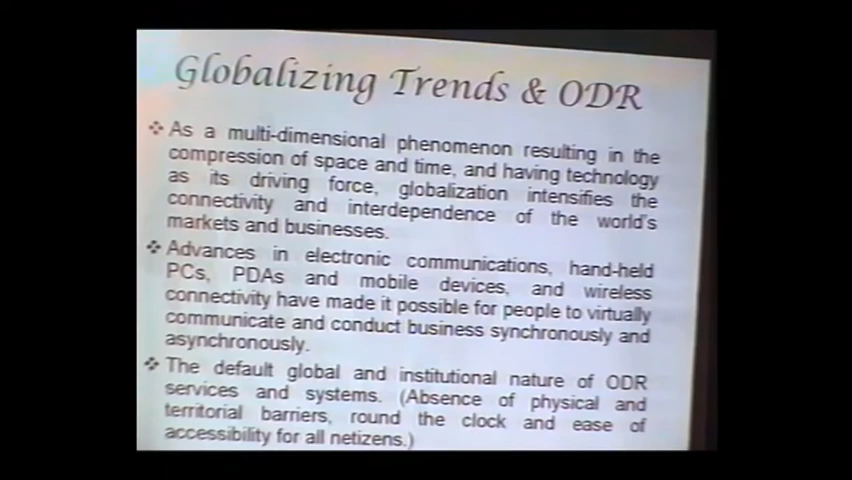 Globalizing Trends & ODR
❖ As a multi-dimensional phenomenon resulting in the
compression of space and time, and having technology
as its driving force, globalization intensifies the
connectivity and interdependence of the world's
markets and businesses.
❖ Advances in electronic communications, hand-held
PCs, PDAs and mobile devices, and wireless
connectivity have made it possible for people to virtually
communicate and conduct business synchronously and
asynchronously.
❖ The default global and institutional nature of ODR
services and systems. (Absence of physical and
territorial barriers, round the clock and ease of
accessibility for all netizens.)